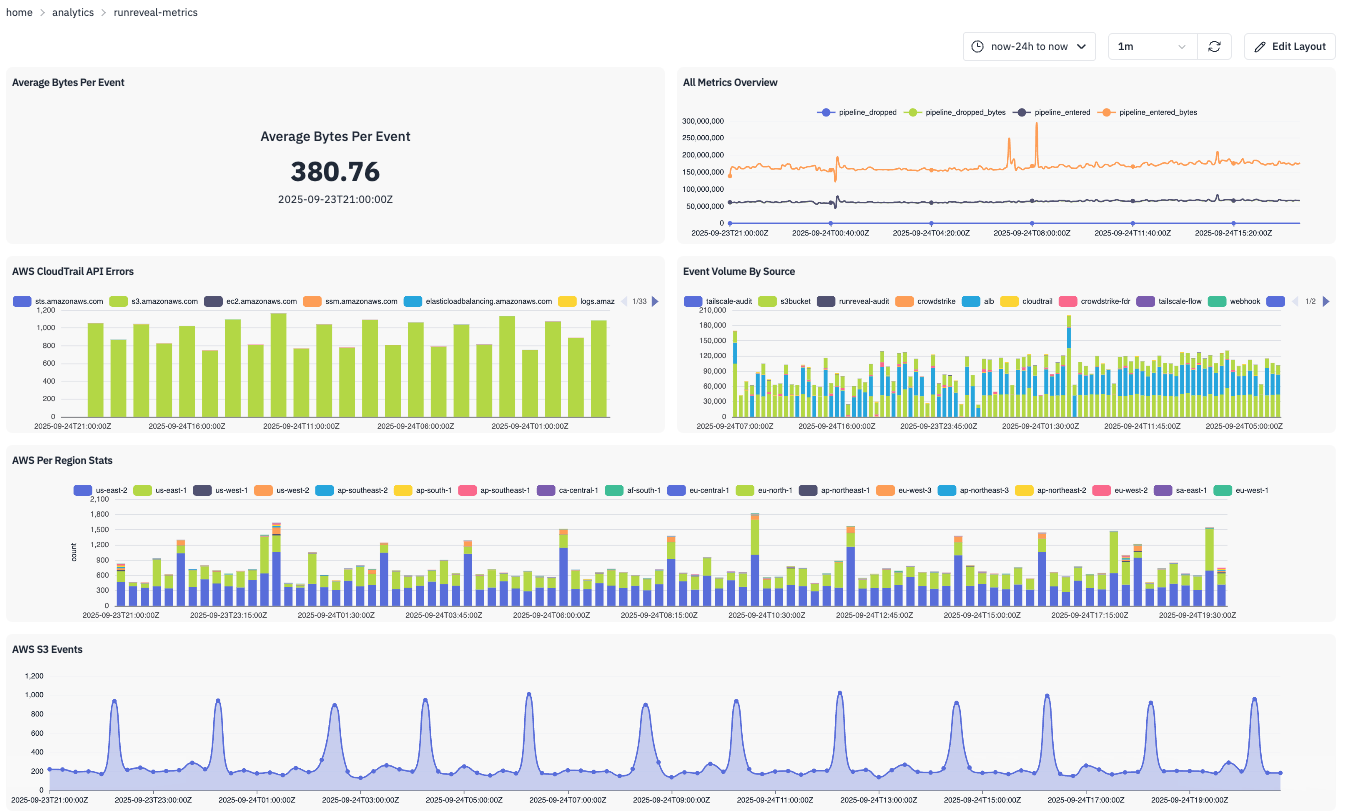 home > analytics > runreveal-metrics
now-24h to now
1m
Edit Layout
Average Bytes Per Event
Average Bytes Per Event
380.76
2025-09-23T21:00:00Z
All Metrics Overview
pipeline_dropped pipeline_dropped_bytes pipeline_entered pipeline_entered_bytes
300,000,000
250,000,000
200,000,000
150,000,000
100,000,000
50,000,000
0
2025-09-23T21:00:00Z 2025-09-24T00:40:00Z 2025-09-24T04:20:00Z 2025-09-24T08:00:00Z 2025-09-24T11:40:00Z 2025-09-24T15:20:00Z
AWS CloudTrail API Errors
sts.amazonaws.com s3.amazonaws.com ec2.amazonaws.com ssm.amazonaws.com elasticloadbalancing.amazonaws.com logs.amaz 1/33
1,200
1,000
800
600
400
200
0
2025-09-24T21:00:00Z 2025-09-24T16:00:00Z 2025-09-24T11:00:00Z 2025-09-24T06:00:00Z 2025-09-24T01:00:00Z
Event Volume By Source
tailscale-audit s3bucket runreveal-audit crowdstrike alb cloudtrail crowdstrike-fdr tailscale-flow webhook 1/2
210,000
180,000
150,000
120,000
90,000
60,000
30,000
0
2025-09-24T07:00:00Z 2025-09-24T16:00:00Z 2025-09-23T23:45:00Z 2025-09-24T01:30:00Z 2025-09-24T11:45:00Z 2025-09-24T05:00:00Z
AWS Per Region Stats
us-east-2 us-east-1 us-west-1 us-west-2 ap-southeast-2 ap-south-1 ap-southeast-1 ca-central-1 af-south-1 eu-central-1 eu-north-1 ap-northeast-1 eu-west-3 ap-northeast-3 ap-northeast-2 eu-west-2 sa-east-1 eu-west-1
2,100
1,800
1,500
1,200
900
600
300
0
count
2025-09-23T21:00:00Z 2025-09-23T23:15:00Z 2025-09-24T01:30:00Z 2025-09-24T03:45:00Z 2025-09-24T06:00:00Z 2025-09-24T08:15:00Z 2025-09-24T10:30:00Z 2025-09-24T12:45:00Z 2025-09-24T15:00:00Z 2025-09-24T17:15:00Z 2025-09-24T19:30:00Z
AWS S3 Events
1,200
1,000
800
600
400
200
0
2025-09-23T21:00:00Z 2025-09-23T23:00:00Z 2025-09-24T01:00:00Z 2025-09-24T03:00:00Z 2025-09-24T05:00:00Z 2025-09-24T07:00:00Z 2025-09-24T09:00:00Z 2025-09-24T11:00:00Z 2025-09-24T13:00:00Z 2025-09-24T15:00:00Z 2025-09-24T17:00:00Z 2025-09-24T19:00:00Z